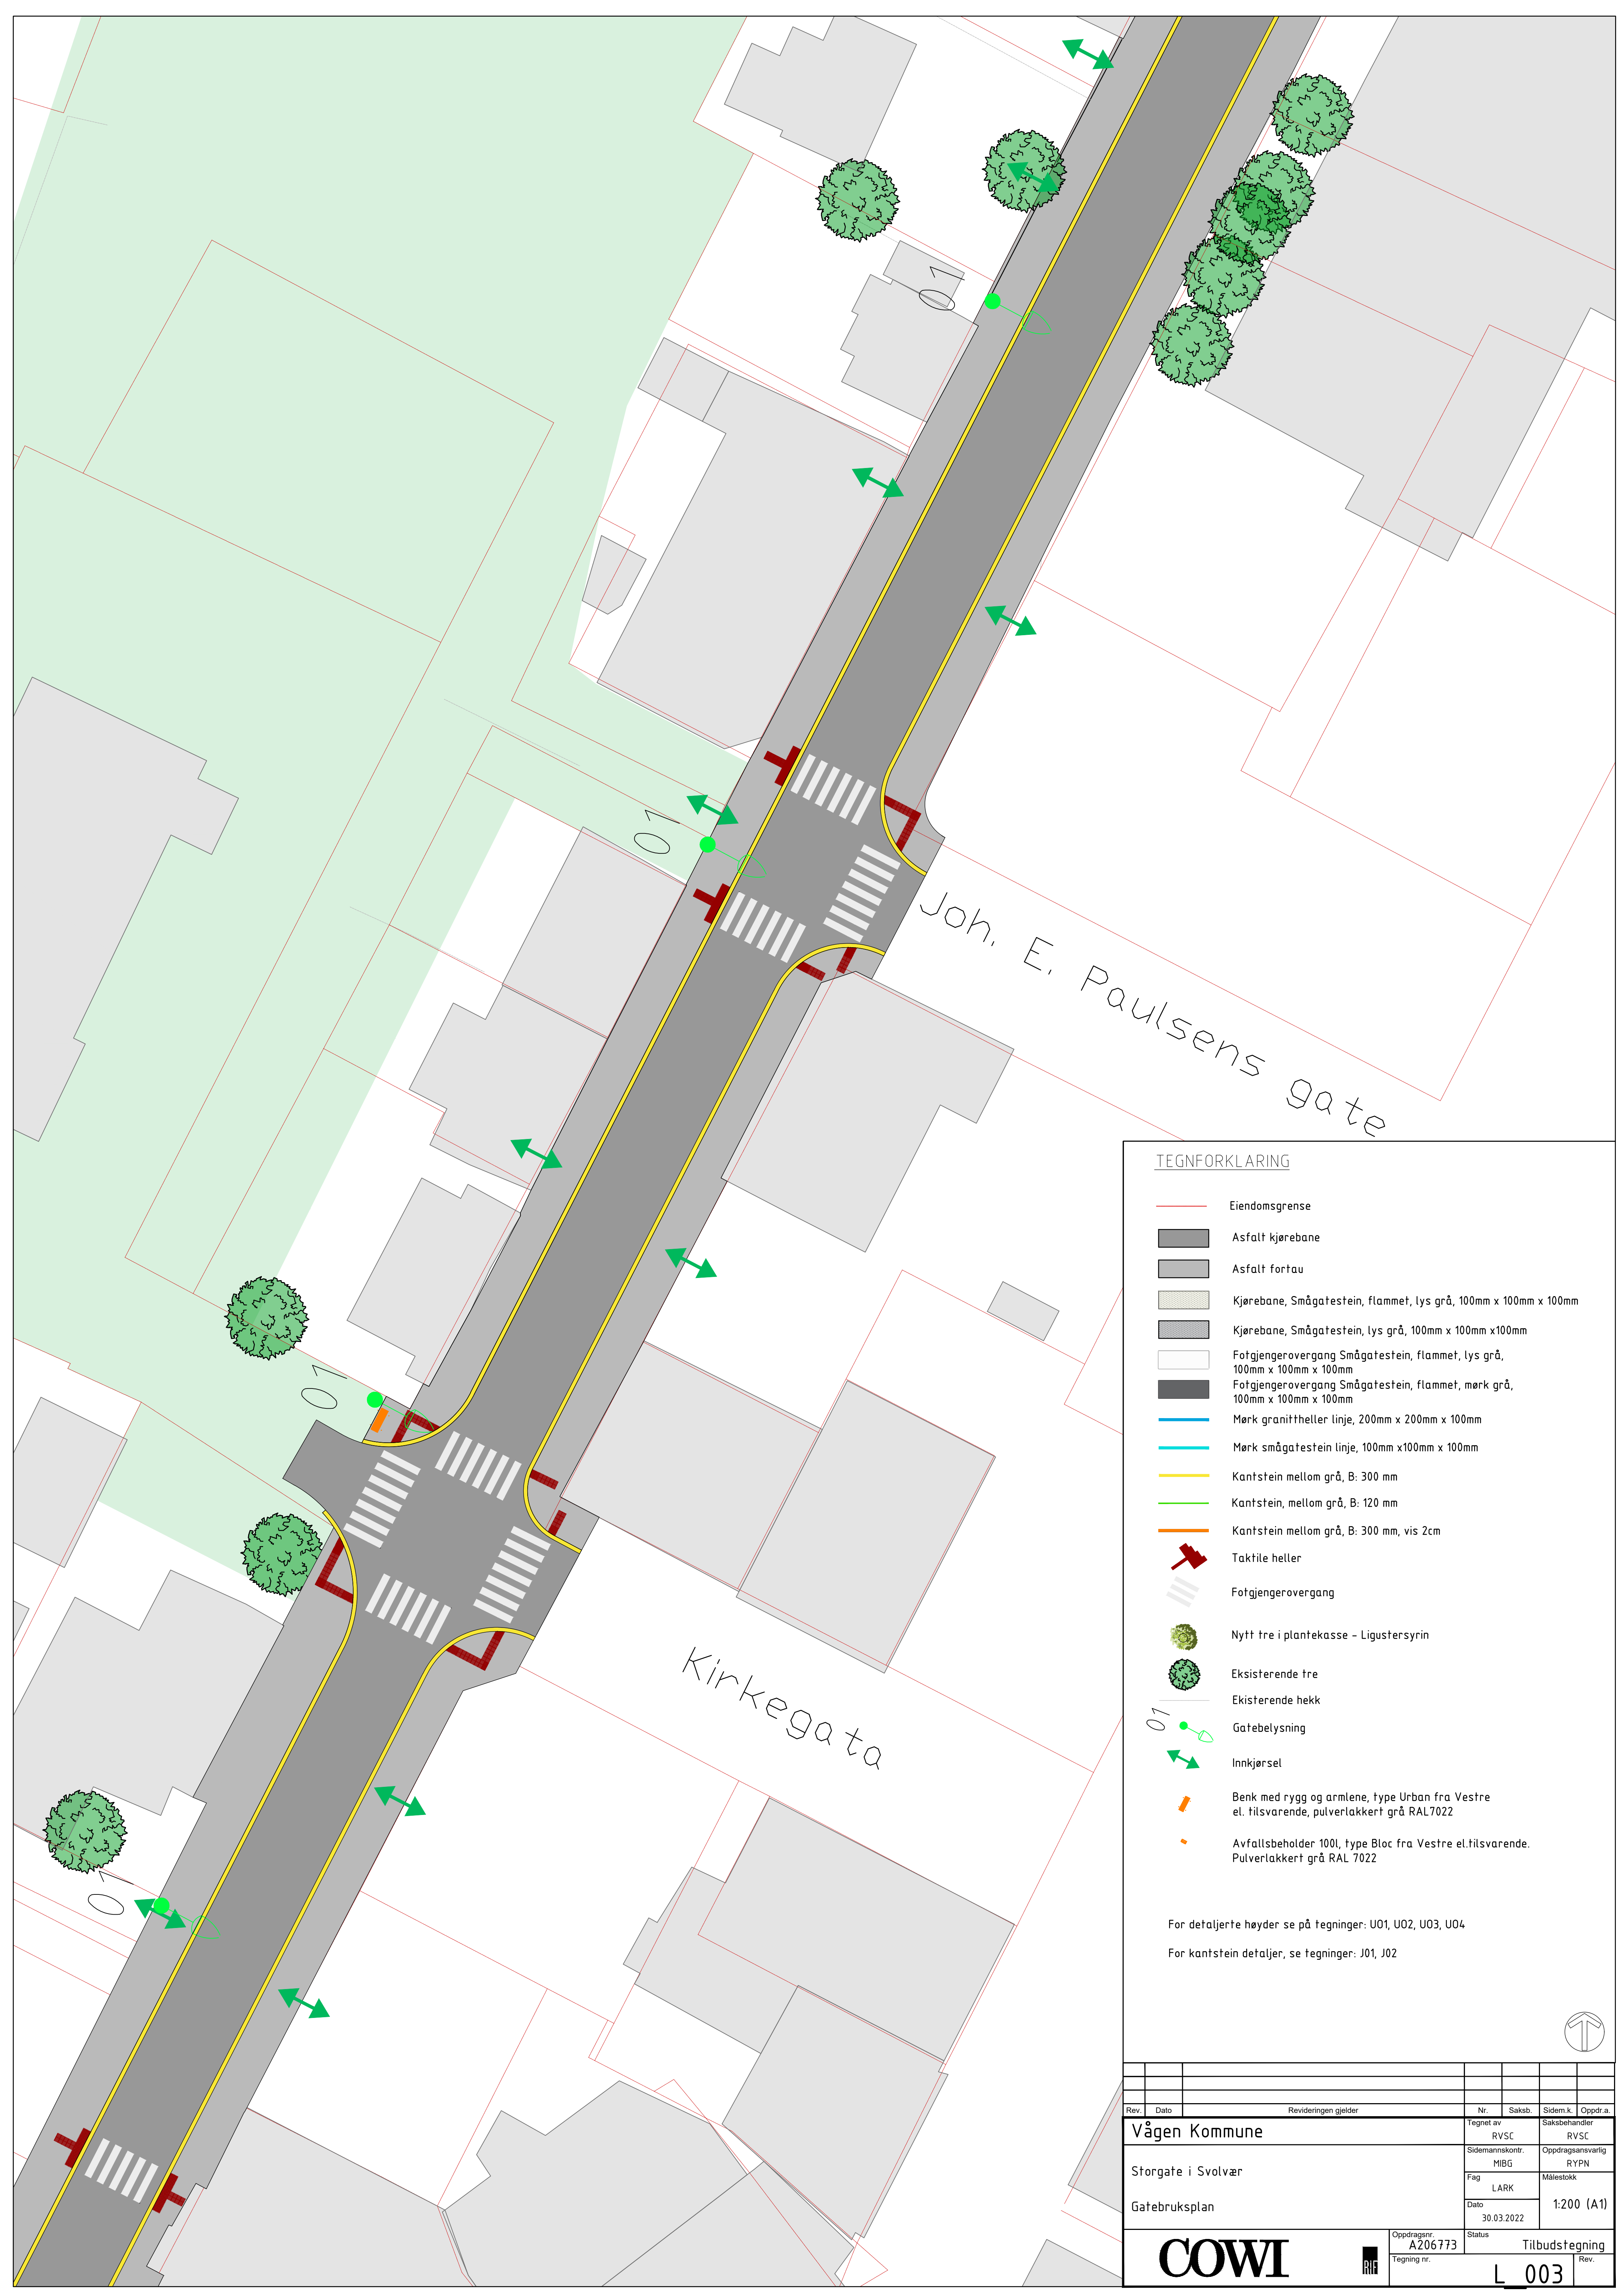 01
01
Joh. E. Paulsens gate
01
Kirkegata
01
TEGNFORKLARING
Eiendomsgrense
Asfalt kjørebane
Asfalt fortau
Kjørebane, Smågatestein, flammet, lys grå, 100mm x 100mm x 100mm
Kjørebane, Smågatestein, lys grå, 100mm x 100mm x100mm
Fotgjengerovergang Smågatestein, flammet, lys grå,
100mm x 100mm x 100mm
Fotgjengerovergang Smågatestein, flammet, mørk grå,
100mm x 100mm x 100mm
Mørk granittheller linje, 200mm x 200mm x 100mm
Mørk smågatestein linje, 100mm x100mm x 100mm
Kantstein mellom grå, B: 300 mm
Kantstein, mellom grå, B: 120 mm
Kantstein mellom grå, B: 300 mm, vis 2cm
Taktile heller
Fotgjengerovergang
Nytt tre i plantekasse - Ligustersyrin
Eksisterende tre
Ekisterende hekk
01
Gatebelysning
Innkjørsel
Benk med rygg og armlene, type Urban fra Vestre
el. tilsvarende, pulverlakkert grå RAL7022
Avfallsbeholder 100l, type Bloc fra Vestre el.tilsvarende.
Pulverlakkert grå RAL 7022
For detaljerte høyder se på tegninger: U01, U02, U03, U04
For kantstein detaljer, se tegninger: J01, J02
Rev. Dato Revideringen gjelder Nr. Saksb. Sidem.k. Oppdr.a.
Vågen Kommune
Tegnet av Saksbehandler
RVSC RVSC
Storgate i Svolvær
Sidemannskontr. Oppdragsansvarlig
MIBG RYPN
Fag Målestokk
LARK
Gatebruksplan
1:200 (A1)
Dato
30.03.2022
COWI
RIF
Oppdragsnr. Status
A206773 Tilbudstegning
Tegning nr. Rev.
L_003